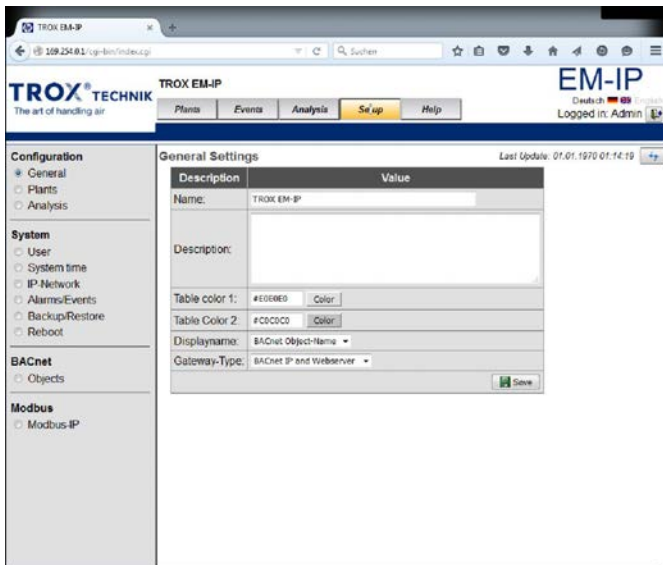 TROX EM-IP
169.254.0.1/cgi-bin/index.cgi
Suchen
TROX® TECHNIK
The art of handling air
TROX EM-IP
Plants Events Analysis Setup Help
EM-IP
Deutsch English
Logged in: Admin
Configuration
General
Plants
Analysis
System
User
System time
IP-Network
Alarms/Events
Backup/Restore
Reboot
BACnet
Objects
Modbus
Modbus-IP
General Settings
Last Update: 01.01.1970 01:14:19
Description Value
Name: TROX EM-IP
Description:
Table color 1: #E0E0E0 Color
Table Color 2: #C0C0C0 Color
Displayname: BACnet Object-Name
Gateway-Type: BACnet IP and Webserver
Save